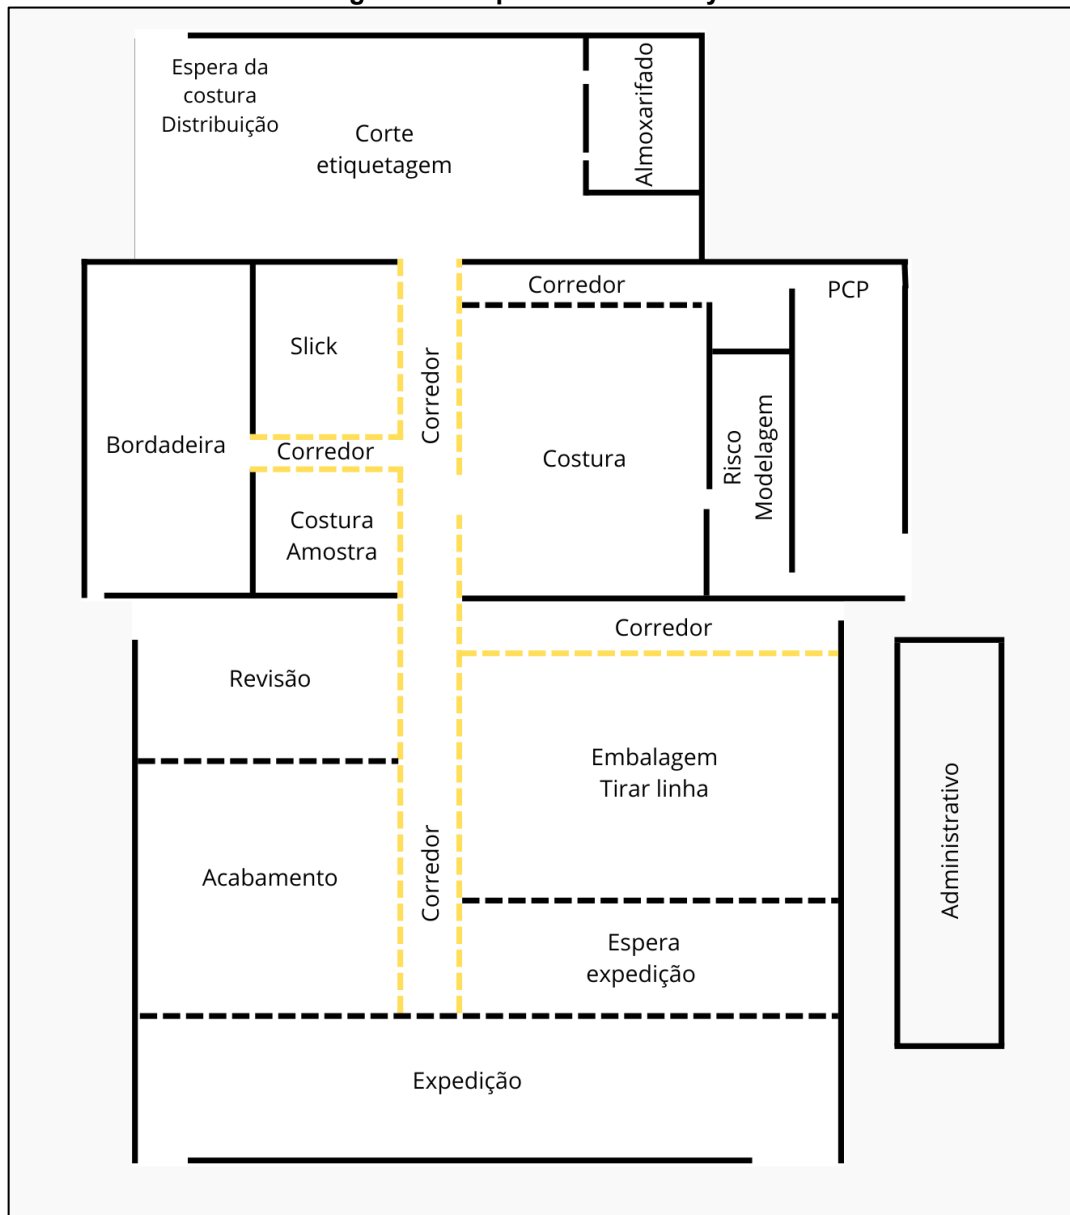 Espera da
costura
Distribuição
Corte
etiquetagem
Almoxarifado
Corredor
PCP
Slick
Corredor
Bordadeira
Corredor
Costura
Risco
Modelagem
Costura
Amostra
Corredor
Revisão
Embalagem
Tirar linha
Administrativo
Acabamento
Corredor
Espera
expedição
Expedição